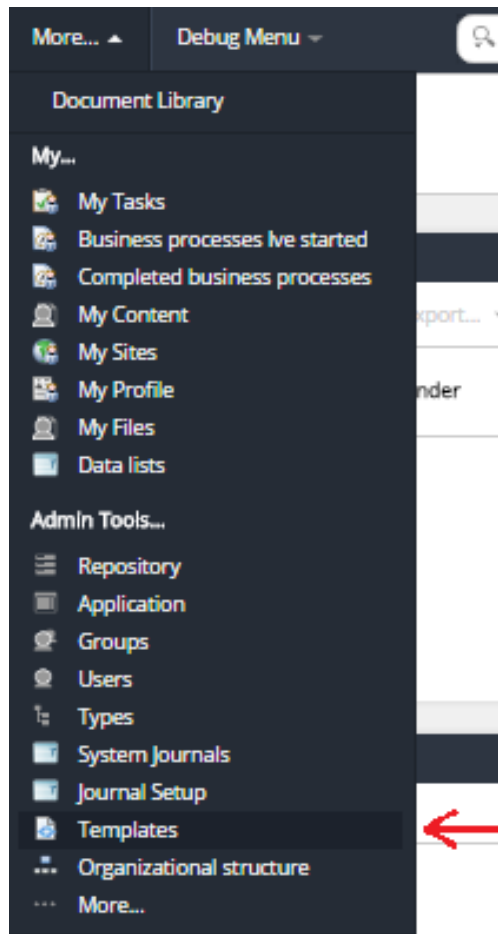 More... Debug Menu
Document Library
My...
My Tasks
Business processes Ive started
Completed business processes
xport...
My Content
My Sites
My Profile
nder
My Files
Data lists
Admin Tools...
Repository
Application
Groups
Users
Types
System Journals
Journal Setup
Templates
Organizational structure
More...